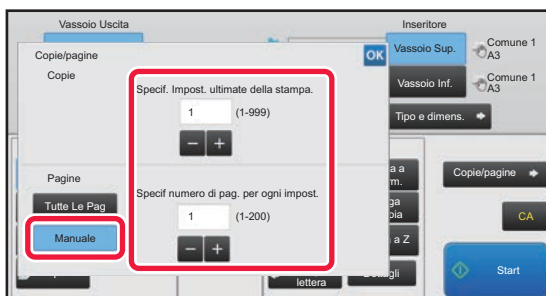 Vassoio Uscita
Inseritore
Copie/pagine
OK
Vassoio Sup.
Comune 1
A3
Copie
Specif. Impost. ultimate della stampa.
1
(1-999)
Vassoio Inf.
Comune 1
A3
Tipo e dimens.
Pagine
Specif numero di pag. per ogni impost.
Copie/pagine
Tutte Le Pag
1
(1-200)
CA
Manuale
a Z
lettera
gli
Start